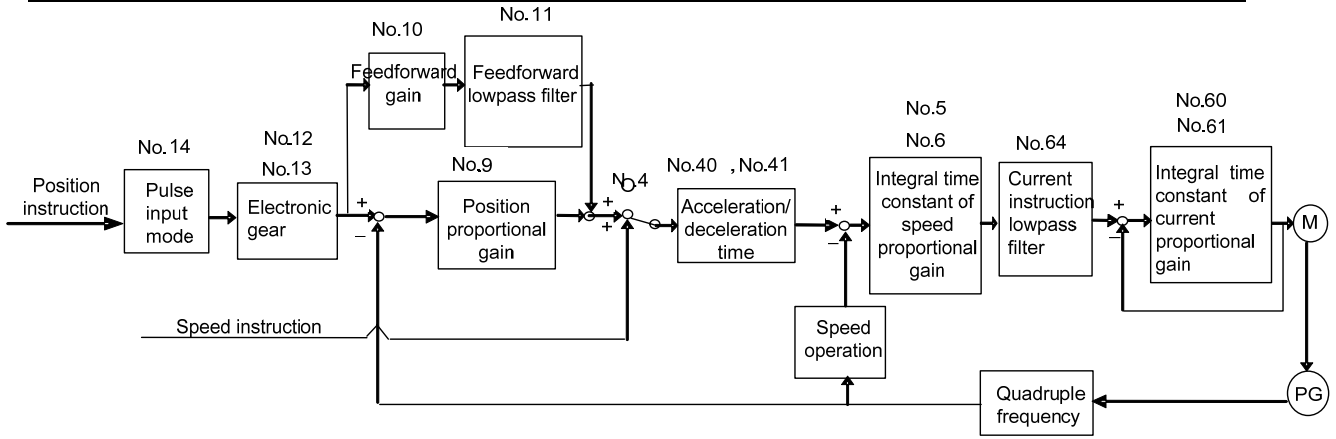 No.11
No.10
Feedforward
gain
Feedforward
lowpass filter
No.5
No.6
No.60
No.61
No.12
No.13
No.14
No.9
No.4
No.40 , No.41
No.64
Position
instruction
Pulse
input
mode
Electronic
gear
+
–
Position
proportional
gain
+
+
Acceleration/
deceleration
time
+
–
Integral time
constant of
speed
proportional
gain
Current
instruction
lowpass
filter
+
–
Integral time
constant of
current
proportional
gain
M
Speed instruction
Speed
operation
Quadruple
frequency
PG